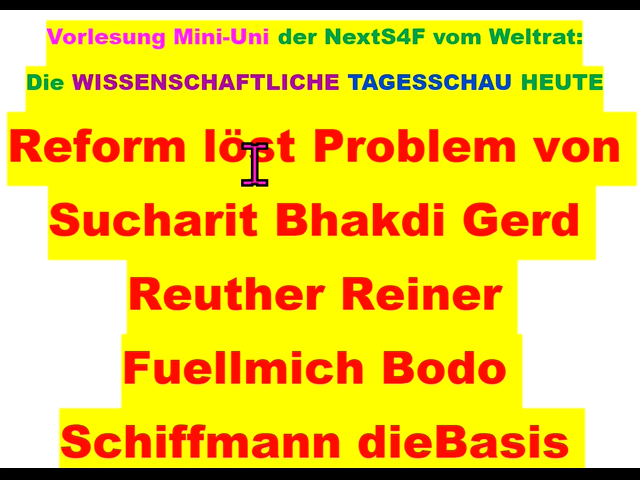 Vorlesung Mini-Uni der NextS4F vom Weltrat:
Die WISSENSCHAFTLICHE TAGESSCHAU HEUTE
Reform löst Problem von
Sucharit Bhakdi Gerd
Reuther Reiner
Fuellmich Bodo
Schiffmann dieBasis